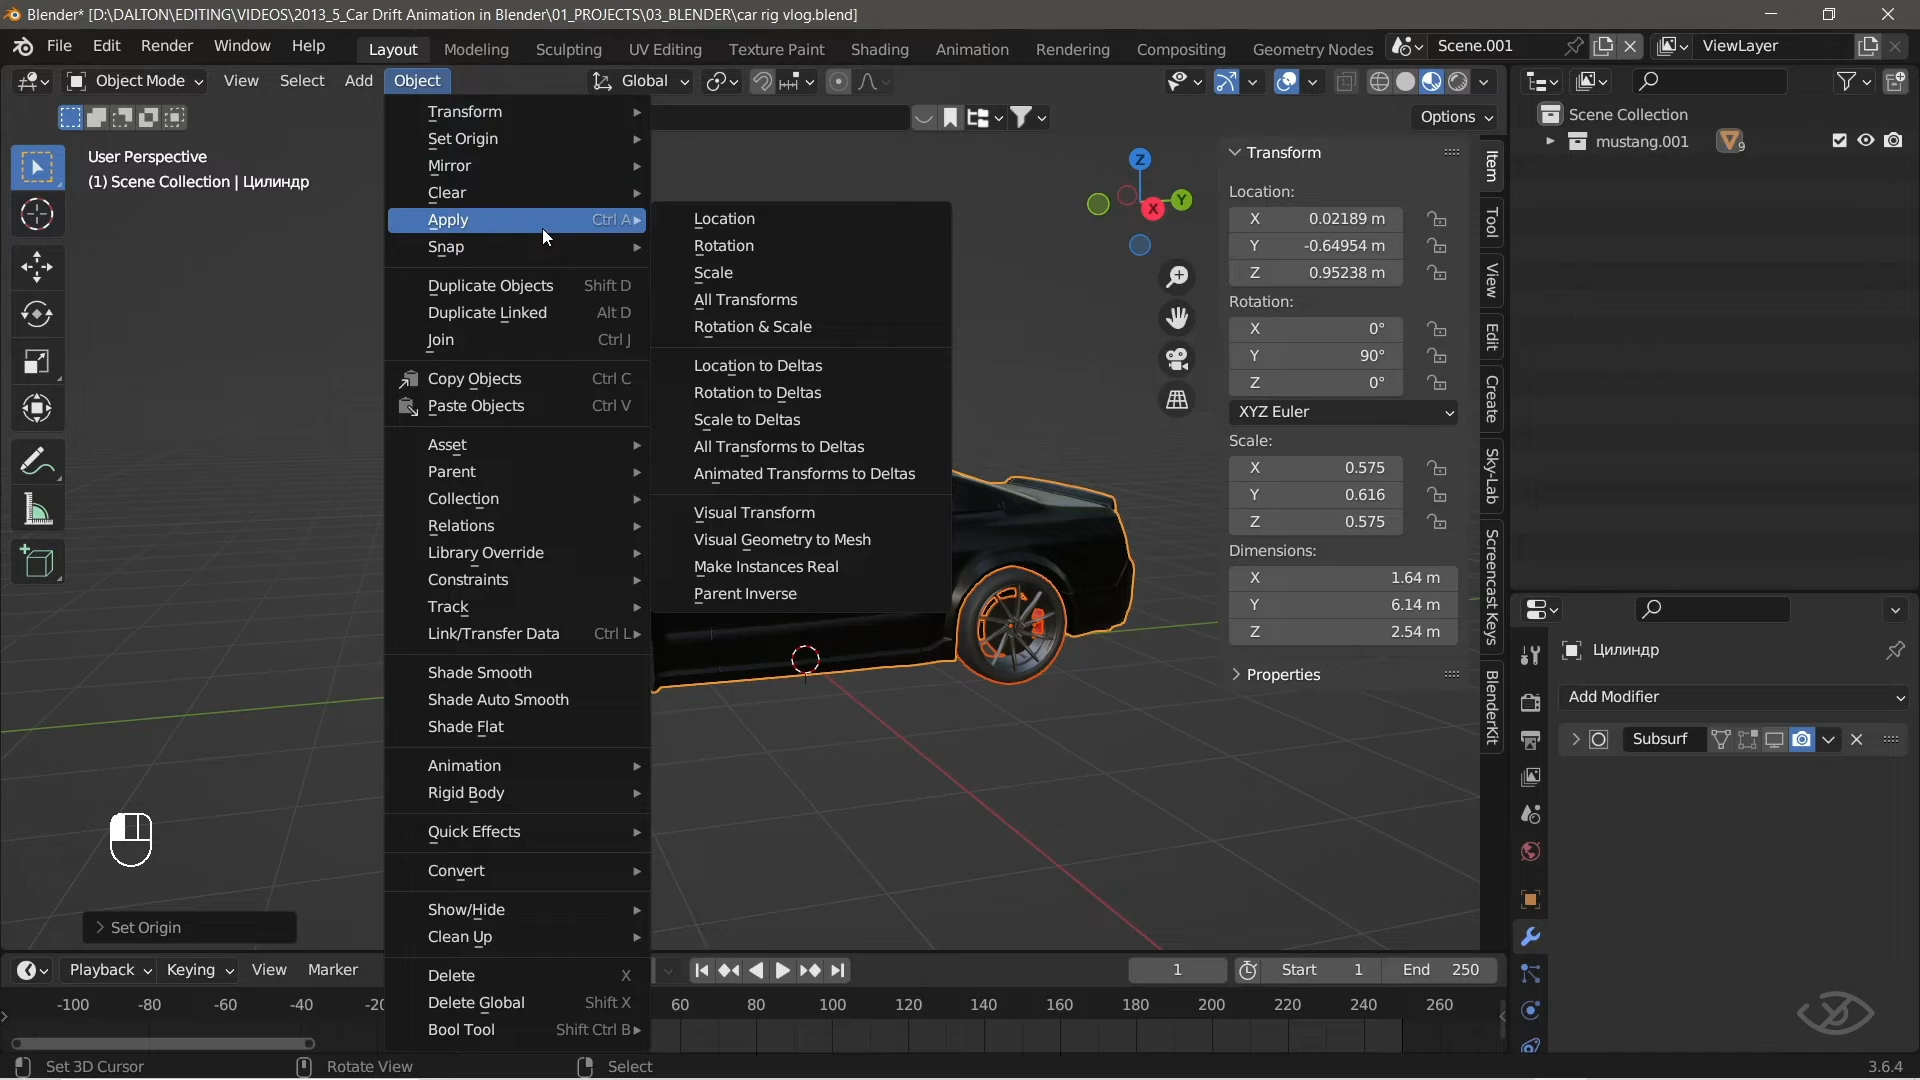 Blender* [D:\DALTON\EDITING\VIDEOS\2013_5_Car Drift Animation in Blender\01_PROJECTS\03_BLENDER\car rig vlog.blend]
File Edit Render Window Help Layout Modeling Sculpting UV Editing Texture Paint Shading Animation Rendering Compositing Geometry Nodes Scene.001 ViewLayer
Object Mode View Select Add Object Global
Options
User Perspective
(1) Scene Collection | Цилиндр
Transform
Set Origin
Mirror
Clear
Apply Ctrl A
Snap
Duplicate Objects Shift D
Duplicate Linked Alt D
Join Ctrl J
Copy Objects Ctrl C
Paste Objects Ctrl V
Asset
Parent
Collection
Relations
Library Override
Constraints
Track
Link/Transfer Data Ctrl L
Shade Smooth
Shade Auto Smooth
Shade Flat
Animation
Rigid Body
Quick Effects
Convert
Show/Hide
Clean Up
Delete X
Delete Global Shift X
Bool Tool Shift Ctrl B
Location
Rotation
Scale
All Transforms
Rotation & Scale
Location to Deltas
Rotation to Deltas
Scale to Deltas
All Transforms to Deltas
Animated Transforms to Deltas
Visual Transform
Visual Geometry to Mesh
Make Instances Real
Parent Inverse
Z
Y
X
Transform
Location:
X 0.02189 m
Y -0.64954 m
Z 0.95238 m
Rotation:
X 0°
Y 90°
Z 0°
XYZ Euler
Scale:
X 0.575
Y 0.616
Z 0.575
Dimensions:
X 1.64 m
Y 6.14 m
Z 2.54 m
Properties
Item
Tool
View
Edit
Create
Sky-Lab
Screencast Keys
BlenderKit
Scene Collection
mustang.001 9
Цилиндр
Add Modifier
Subsurf
Set Origin
Playback Keying View Marker 1 Start 1 End 250
-100 -80 -60 -40 -20 60 80 100 120 140 160 180 200 220 240 260
Set 3D Cursor Rotate View Select 3.6.4